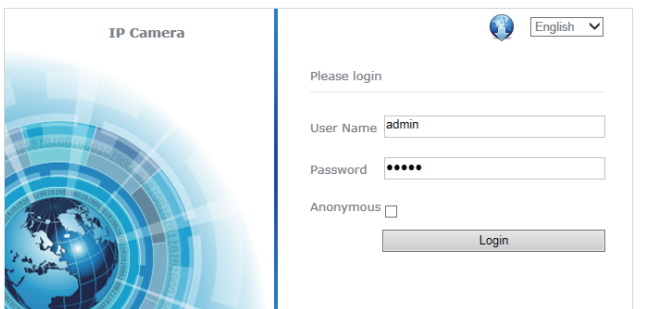 IP Camera
English
Please login
User Name admin
Password •••••
Anonymous
Login